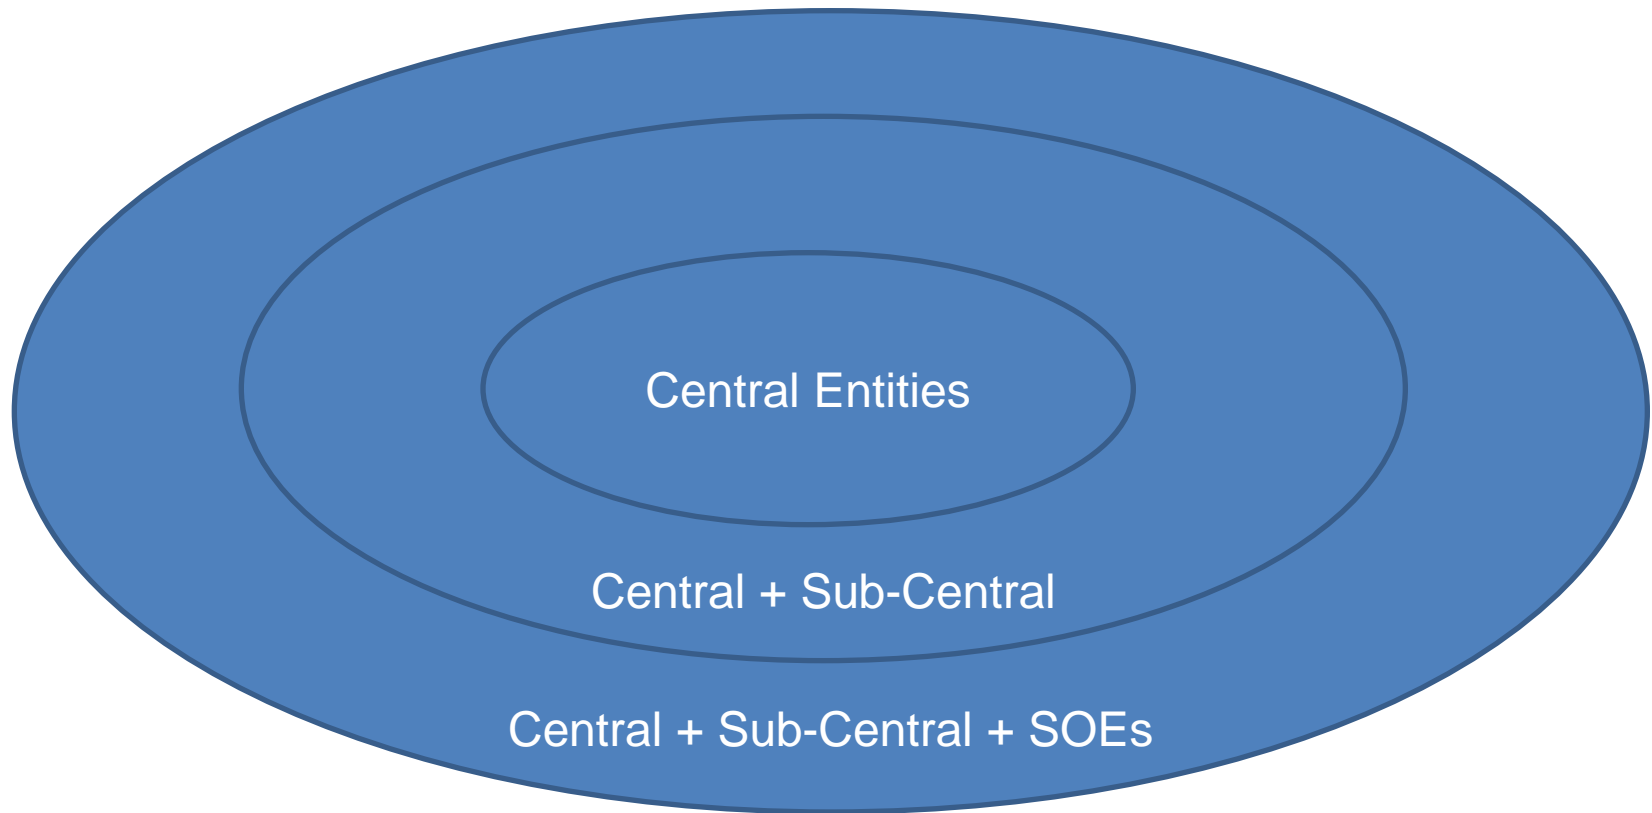 Central Entities
Central + Sub-Central
Central + Sub-Central + SOEs